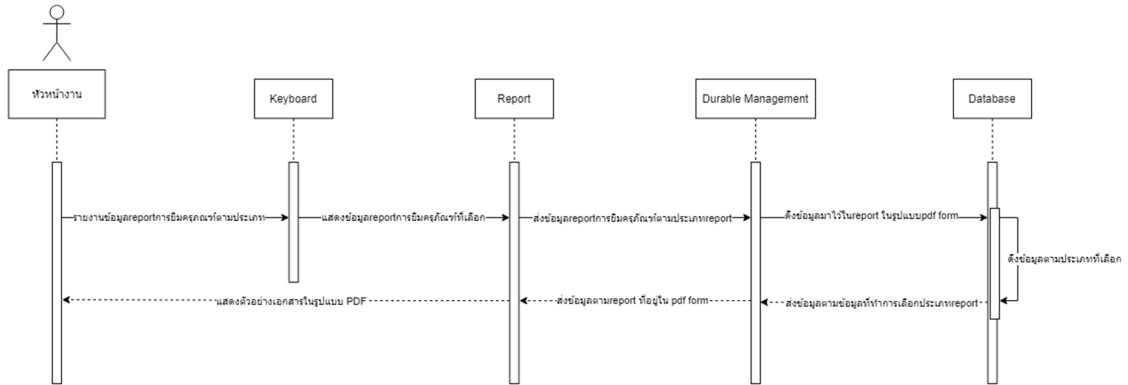 หัวหน้างาน
Keyboard
Report
Durable Management
Database
รายงานข้อมูลreportการยืมครุภณฑ์ตามประเภท
แสดงข้อมูลreportการยืมครุภัณฑ์ที่เลือก
ส่งข้อมูลreportการยืมครุภัณฑ์ตามประเภทreport
ดึงข้อมูลมาไว้ในreport ในรูปแบบpdf form
ดึงข้อมูลตามประเภทที่เลือก
แสดงตัวอย่างเอกสารในรูปแบบ PDF
ส่งข้อมูลตามreport ที่อยู่ใน pdf form
ส่งข้อมูลตามข้อมูลที่ทำการเลือกประเภทreport